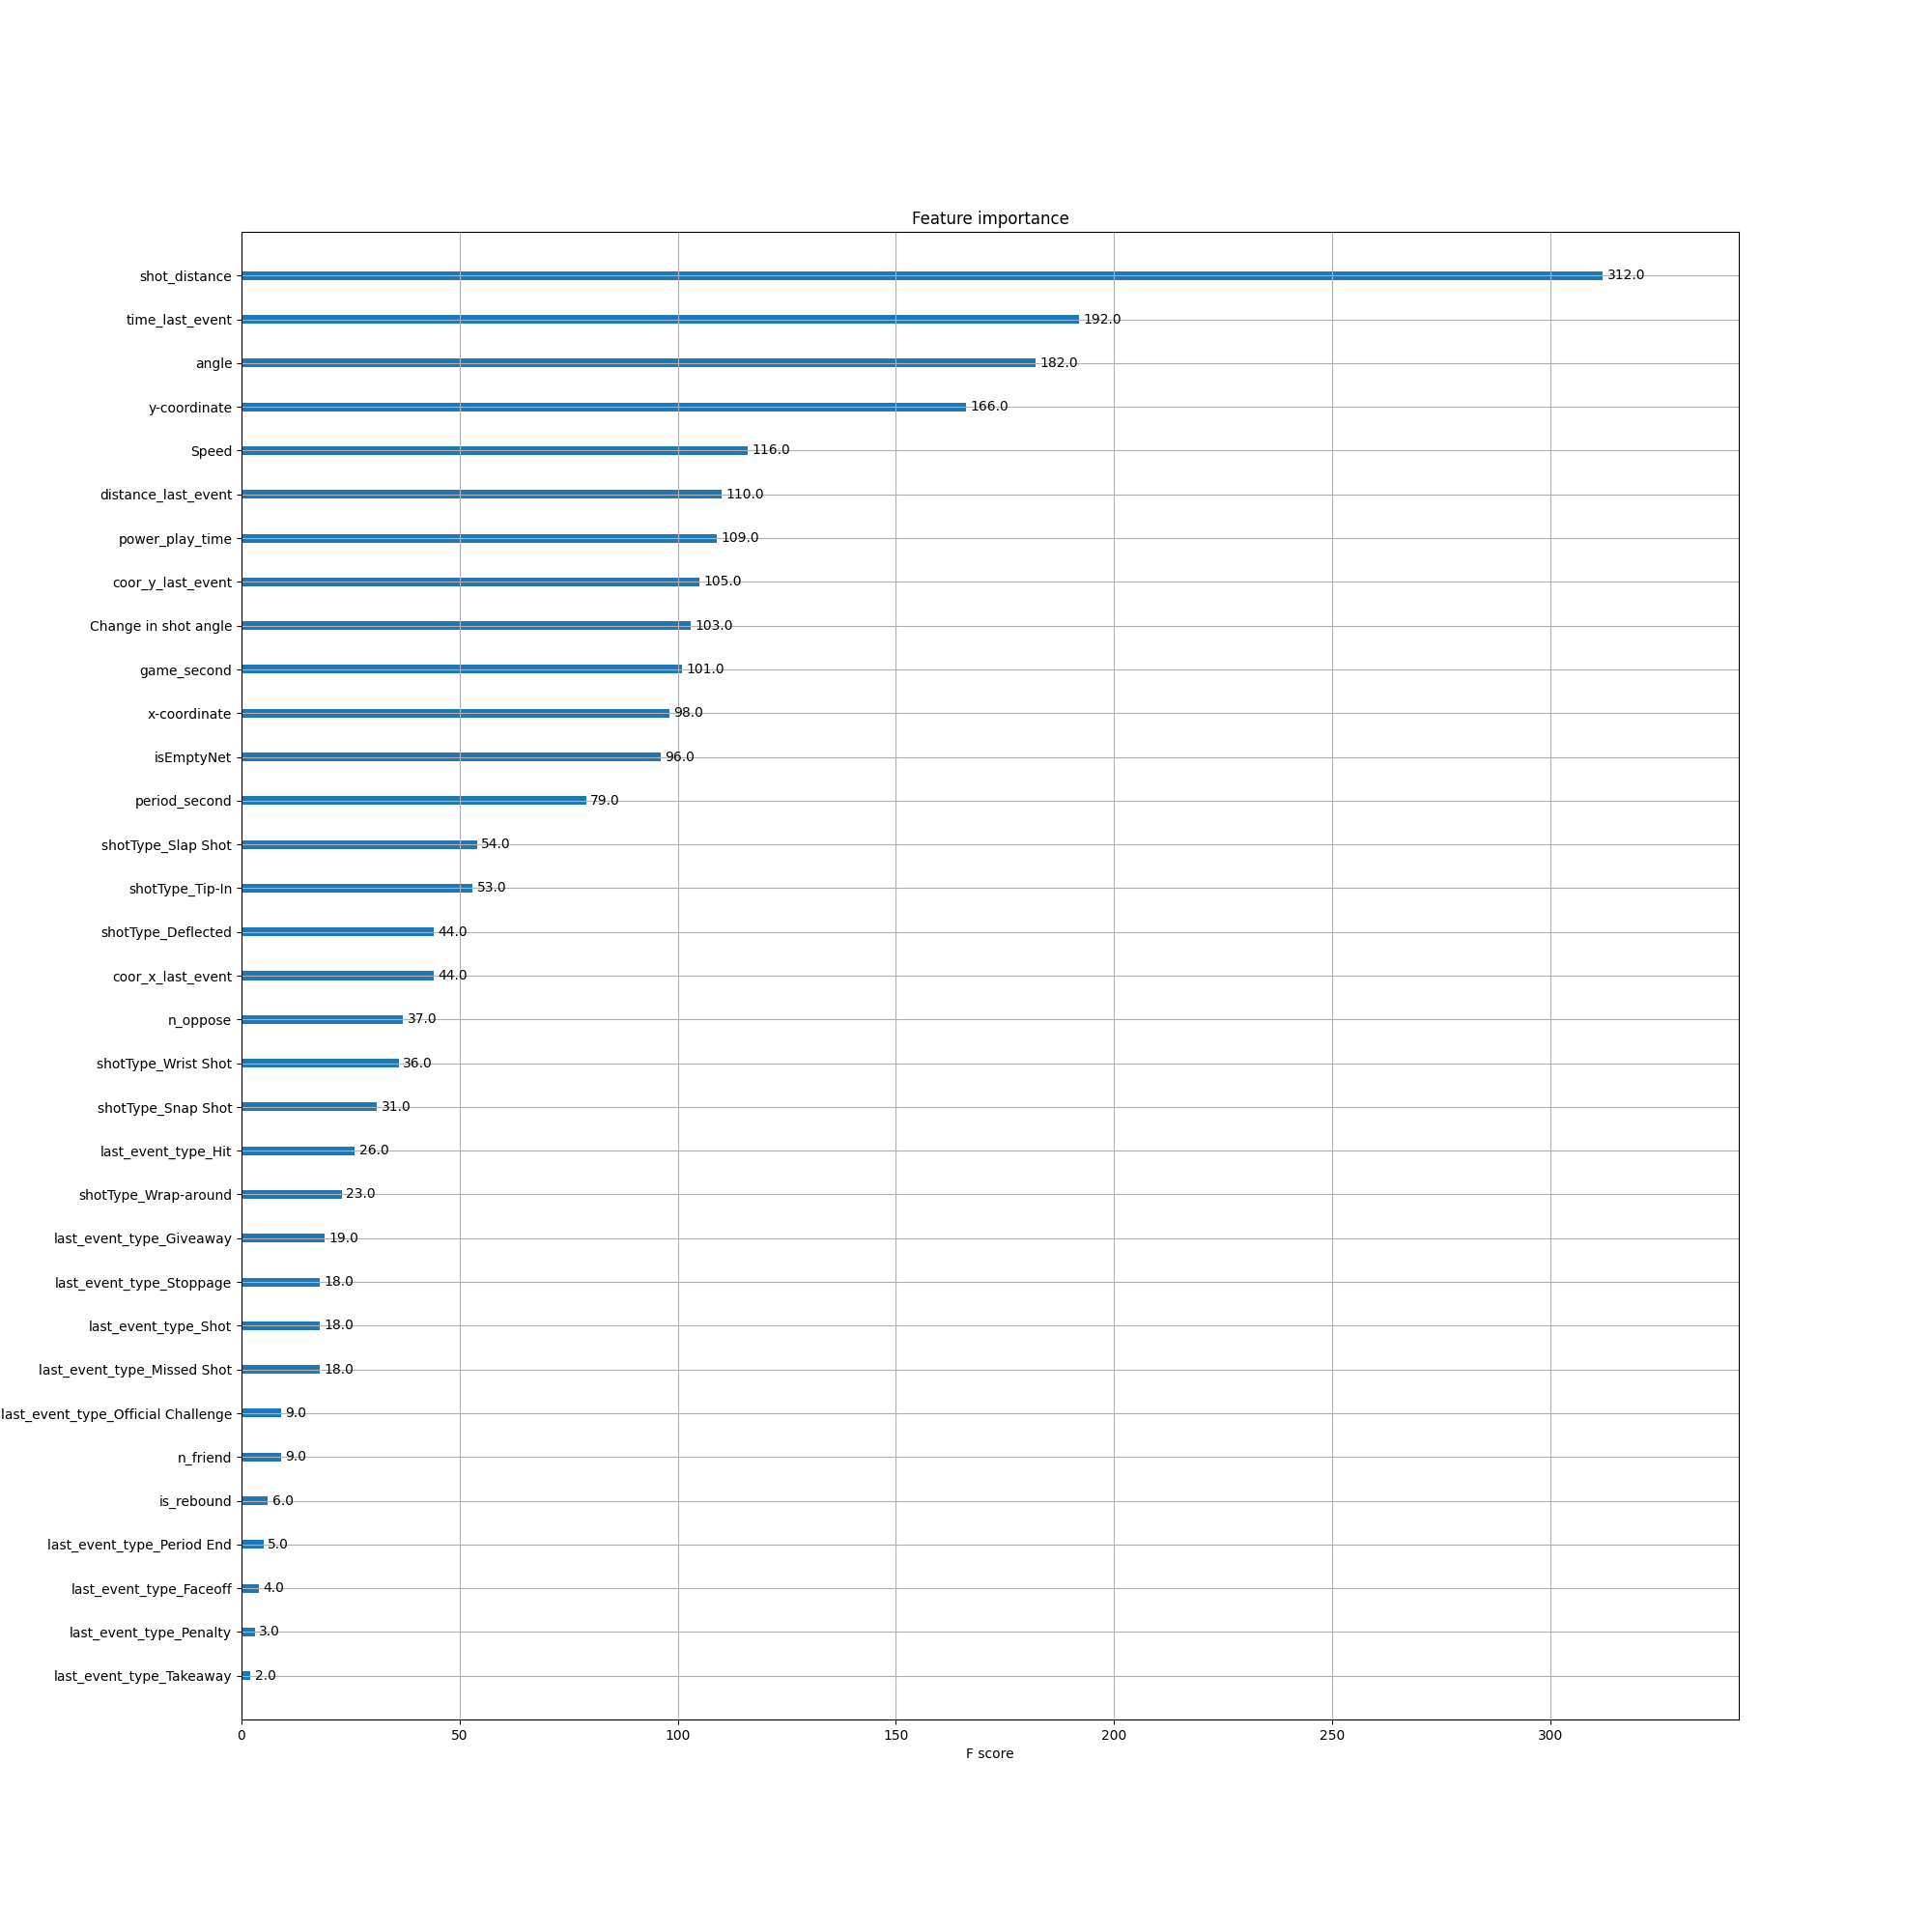 Feature importance
shot_distance 312.0
time_last_event 192.0
angle 182.0
y-coordinate 166.0
Speed 116.0
distance_last_event 110.0
power_play_time 109.0
coor_y_last_event 105.0
Change in shot angle 103.0
game_second 101.0
x-coordinate 98.0
isEmptyNet 96.0
period_second 79.0
shotType_Slap Shot 54.0
shotType_Tip-In 53.0
shotType_Deflected 44.0
coor_x_last_event 44.0
n_oppose 37.0
shotType_Wrist Shot 36.0
shotType_Snap Shot 31.0
last_event_type_Hit 26.0
shotType_Wrap-around 23.0
last_event_type_Giveaway 19.0
last_event_type_Stoppage 18.0
last_event_type_Shot 18.0
last_event_type_Missed Shot 18.0
last_event_type_Official Challenge 9.0
n_friend 9.0
is_rebound 6.0
last_event_type_Period End 5.0
last_event_type_Faceoff 4.0
last_event_type_Penalty 3.0
last_event_type_Takeaway 2.0
0 50 100 150 200 250 300
F score